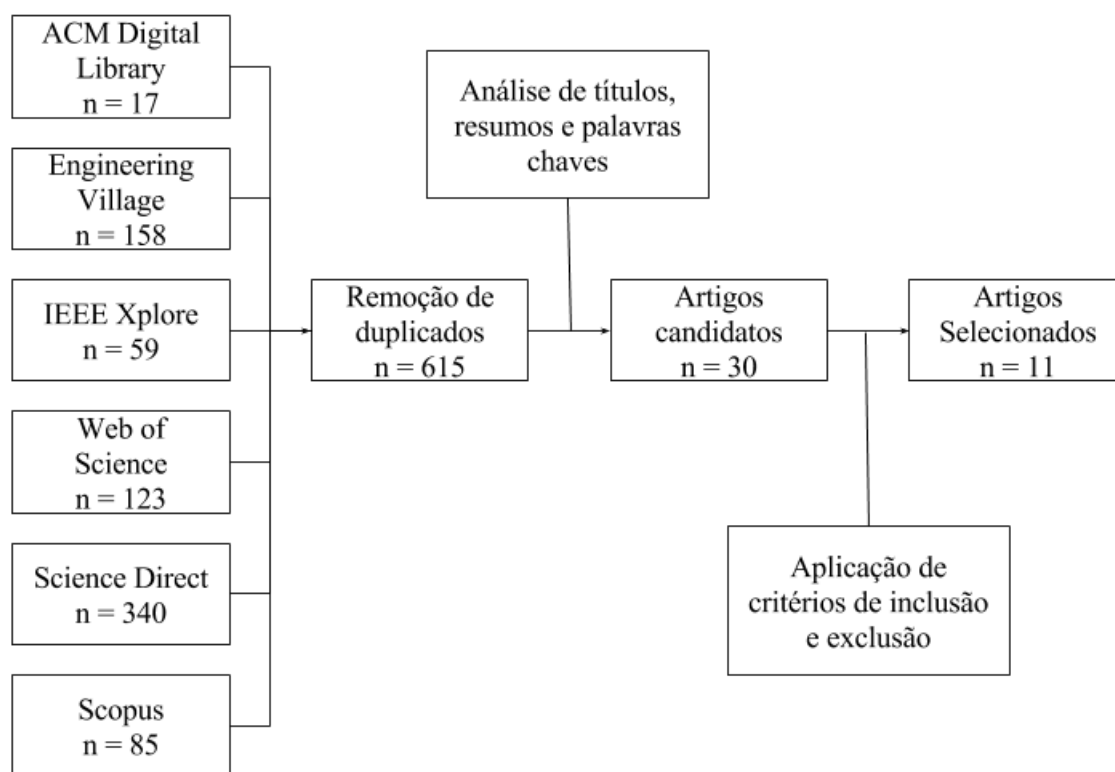 ACM Digital
Library
n = 17
Engineering
Village
n = 158
IEEE Xplore
n = 59
Web of
Science
n = 123
Science Direct
n = 340
Scopus
n = 85
Remoção de
duplicados
n = 615
Análise de títulos,
resumos e palavras
chaves
Artigos
candidatos
n = 30
Aplicação de
critérios de inclusão
e exclusão
Artigos
Selecionados
n = 11